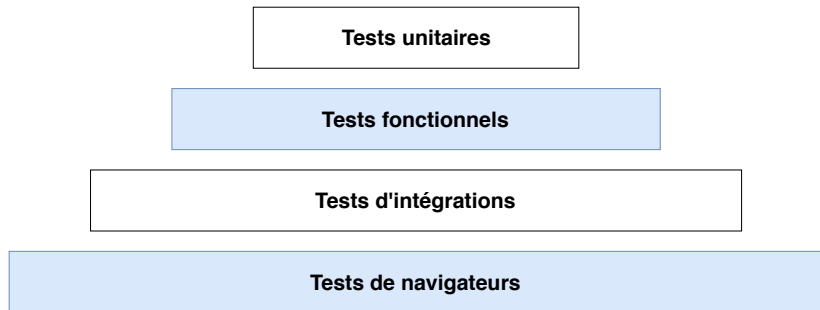 Tests unitaires
Tests fonctionnels
Tests d'intégrations
Tests de navigateurs